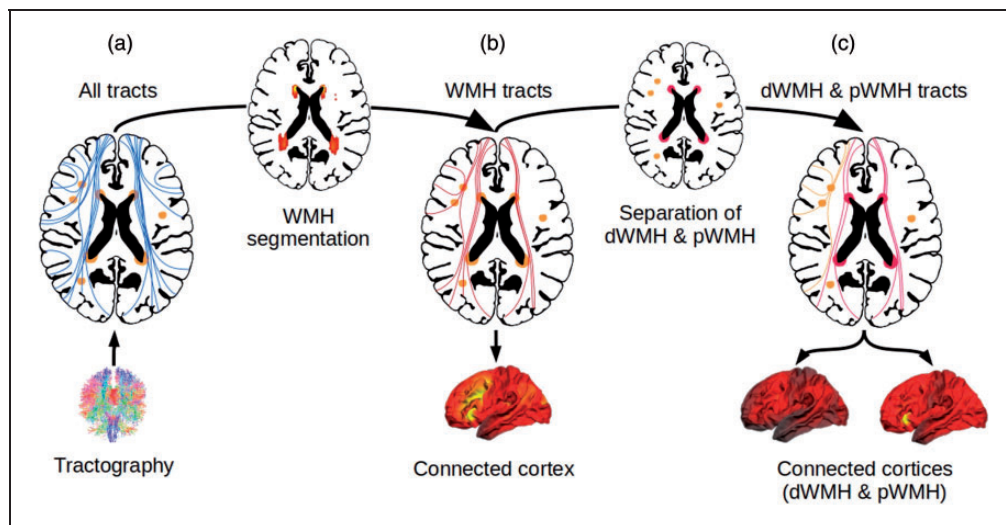 (a)
(b)
(c)
All tracts
WMH tracts
dWMH & pWMH tracts
WMH
segmentation
Separation of
dWMH & pWMH
Tractography
Connected cortex
Connected cortices
(dWMH & pWMH)